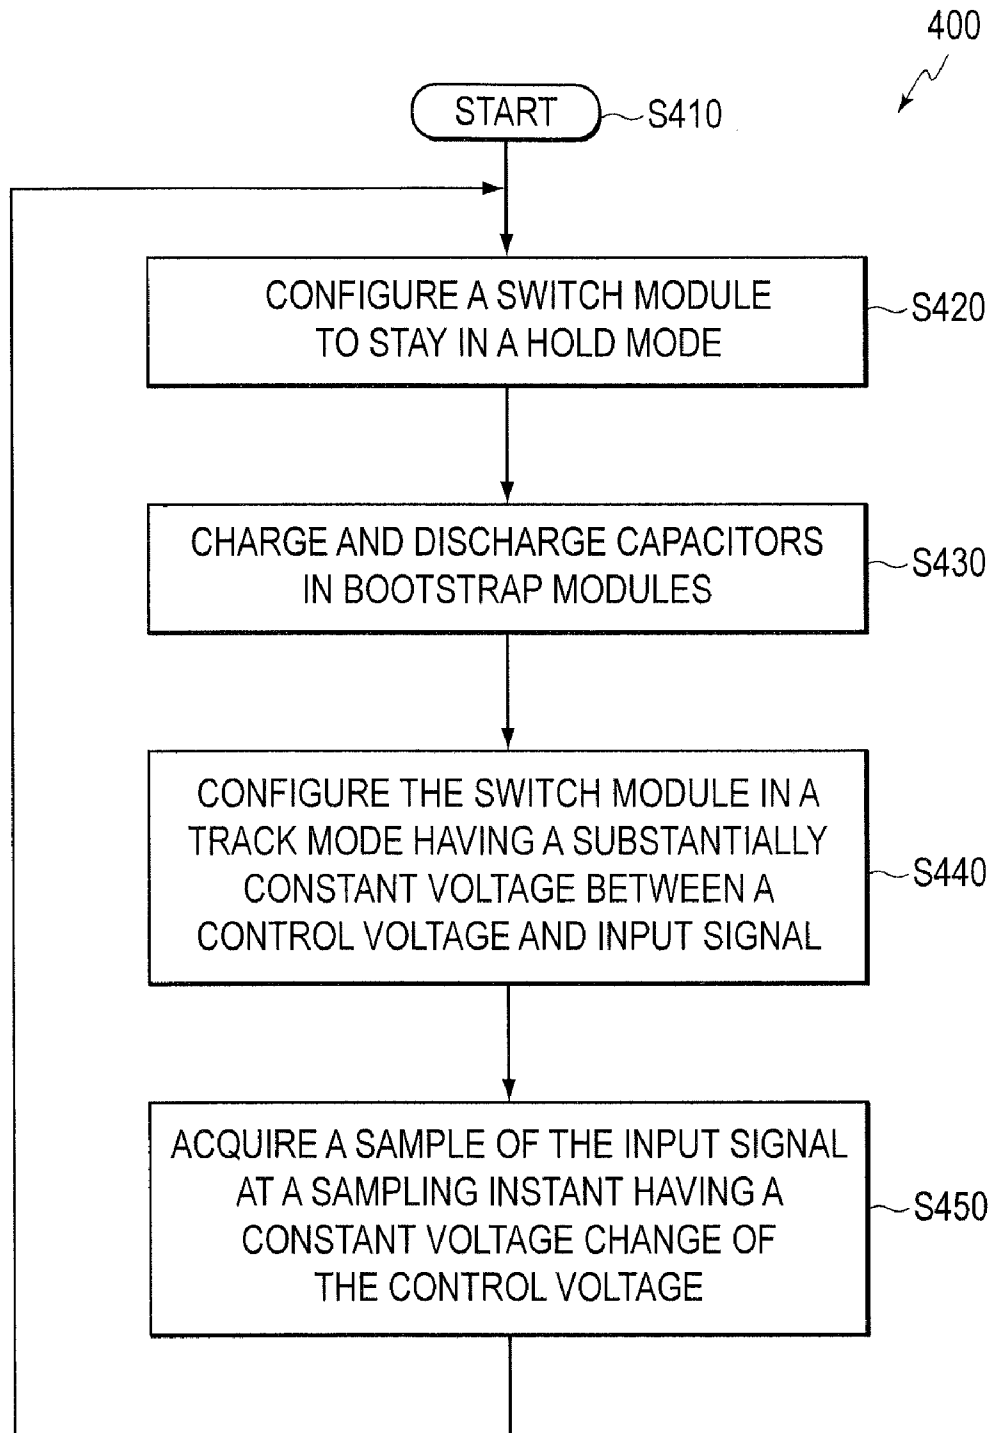 400
START
S410
CONFIGURE A SWITCH MODULE
TO STAY IN A HOLD MODE
S420
CHARGE AND DISCHARGE CAPACITORS
IN BOOTSTRAP MODULES
S430
CONFIGURE THE SWITCH MODULE IN A
TRACK MODE HAVING A SUBSTANTIALLY
CONSTANT VOLTAGE BETWEEN A
CONTROL VOLTAGE AND INPUT SIGNAL
S440
ACQUIRE A SAMPLE OF THE INPUT SIGNAL
AT A SAMPLING INSTANT HAVING A
CONSTANT VOLTAGE CHANGE OF
THE CONTROL VOLTAGE
S450